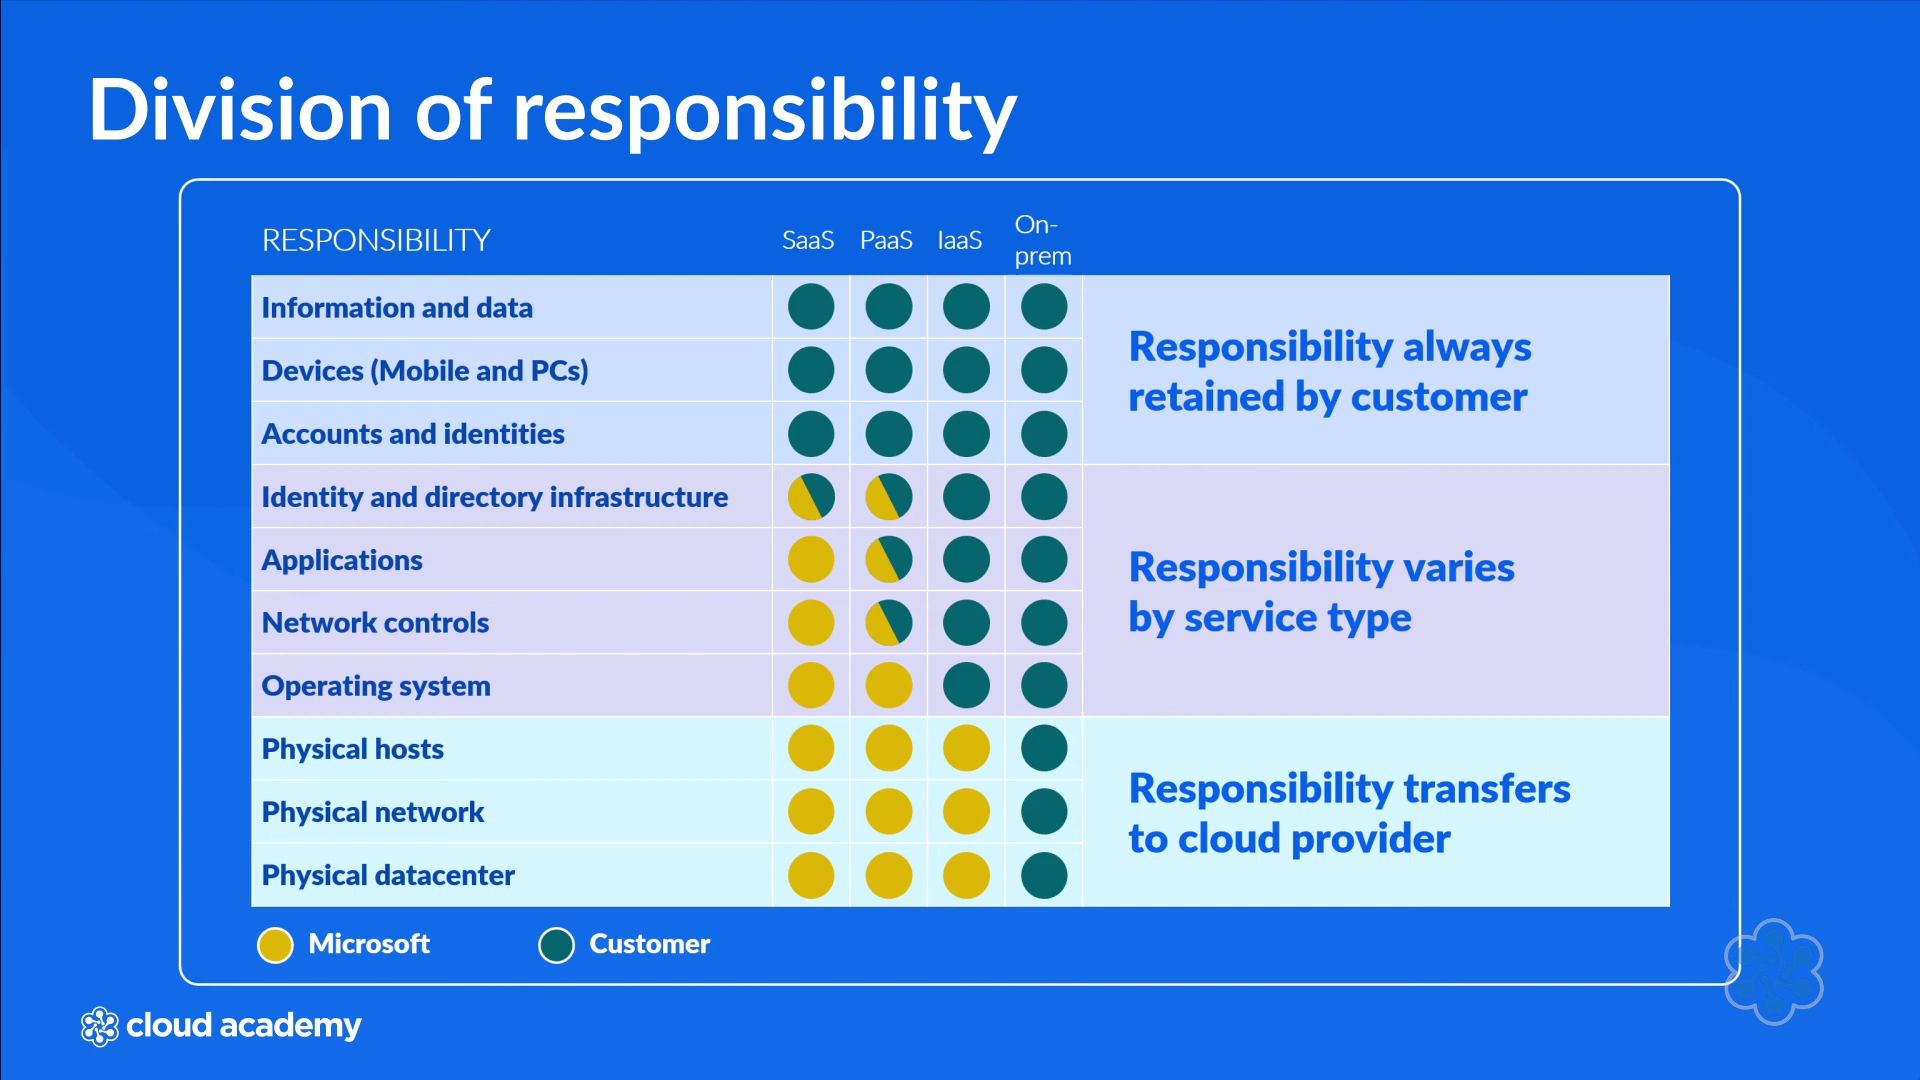 Division of responsibility
RESPONSIBILITY SaaS PaaS IaaS On-
prem
Information and data
Devices (Mobile and PCs)
Accounts and identities
Responsibility always
retained by customer
Identity and directory infrastructure
Applications
Network controls
Operating system
Responsibility varies
by service type
Physical hosts
Physical network
Physical datacenter
Responsibility transfers
to cloud provider
Microsoft Customer
cloud academy